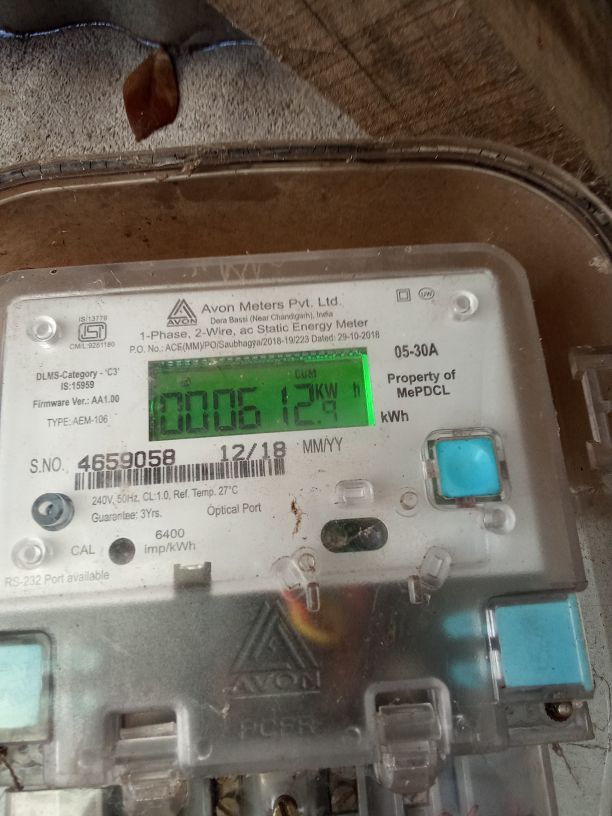 Avon Meters Pvt. Ltd.
AVON
Dera Bassi (Near Chandigarh), India
1-Phase, 2-Wire, ac Static Energy Meter
P.O. No.: ACE(MM)/PO/Saubhagya/2018-19/223 Dated: 29-10-2018
IS:13779
ISI
CM/L:9281180
DLMS-Category - 'C3'
IS:15959
Firmware Ver.: AA1.00
TYPE: AEM-106
05-30A
Property of
MePDCL
CUM
000612.9 KW h
kWh
S.NO. 4659058 12/18 MM/YY
240V, 50Hz, CL:1.0, Ref. Temp. 27°C
Guarantee: 3Yrs. Optical Port
CAL 6400
imp/kWh
RS-232 Port available
AVON